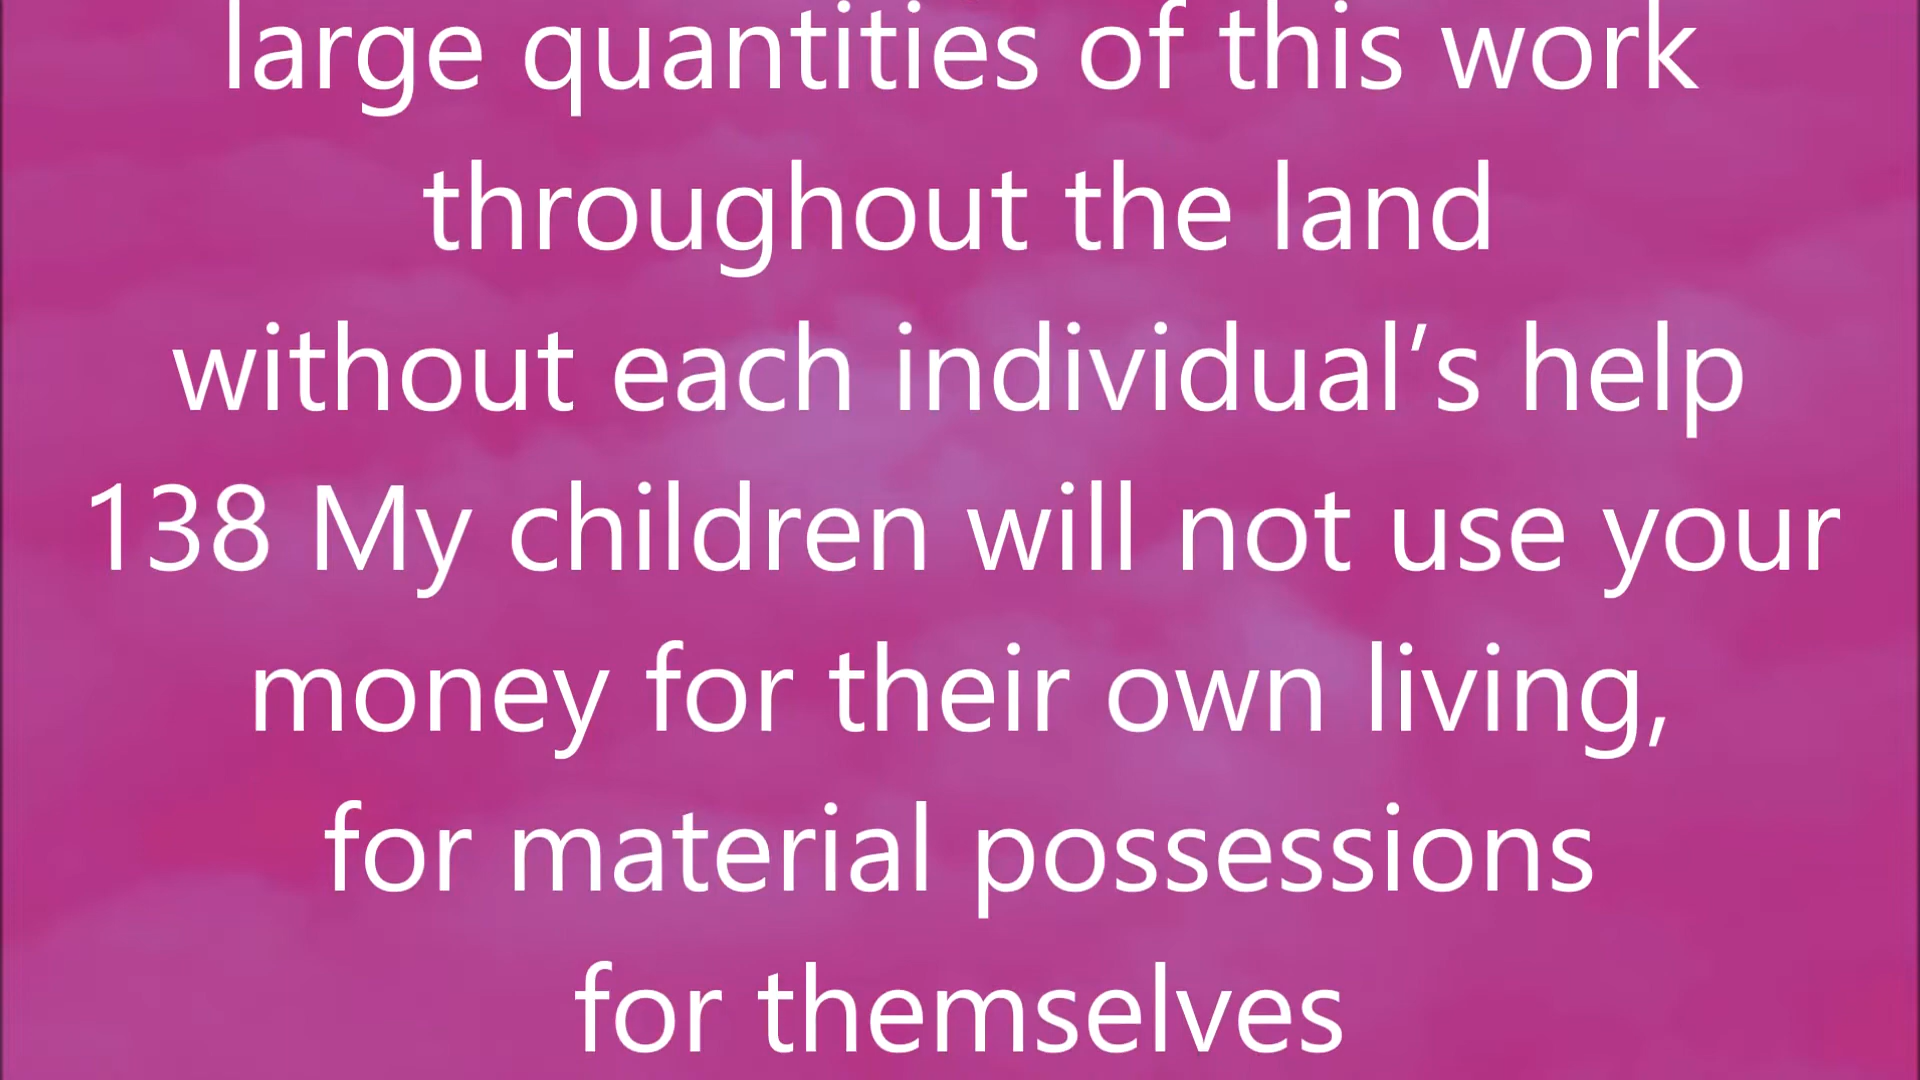 large quantities of this work
throughout the land
without each individual’s help
138 My children will not use your
money for their own living,
for material possessions
for themselves